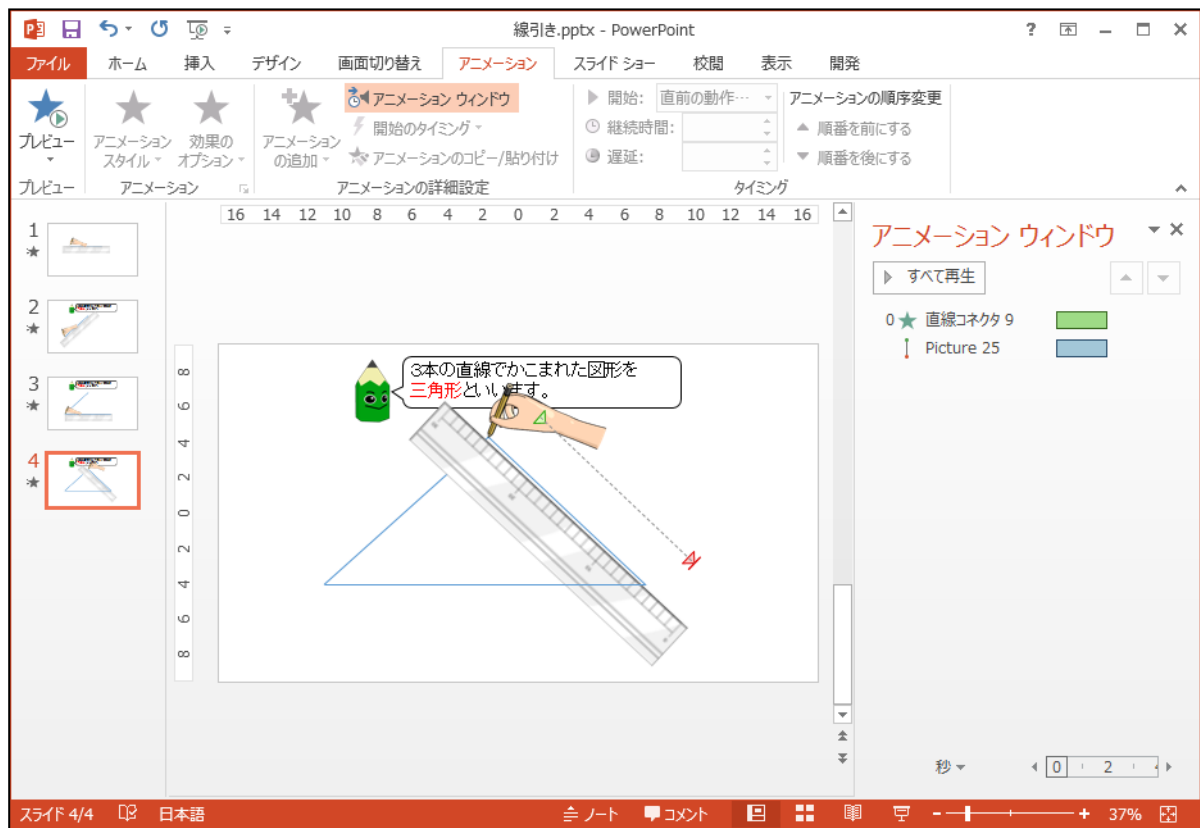 線引き.pptx - PowerPoint
ファイル ホーム 挿入 デザイン 画面切り替え アニメーション スライド ショー 校閲 表示 開発
プレビュー
アニメーション
スタイル
効果の
オプション
アニメーション
の追加
アニメーション ウィンドウ
開始のタイミング
アニメーションのコピー/貼り付け
開始: 直前の動作…
継続時間:
遅延:
アニメーションの順序変更
順番を前にする
順番を後にする
プレビュー アニメーション アニメーションの詳細設定 タイミング
16 14 12 10 8 6 4 2 0 2 4 6 8 10 12 14 16
1
2
3
4
8
6
4
2
0
2
4
6
8
3本の直線でかこまれた図形を
三角形といいます。
アニメーション ウィンドウ
すべて再生
0 直線コネクタ 9
Picture 25
秒 0 2 4
スライド 4/4 日本語 ノート コメント 37%